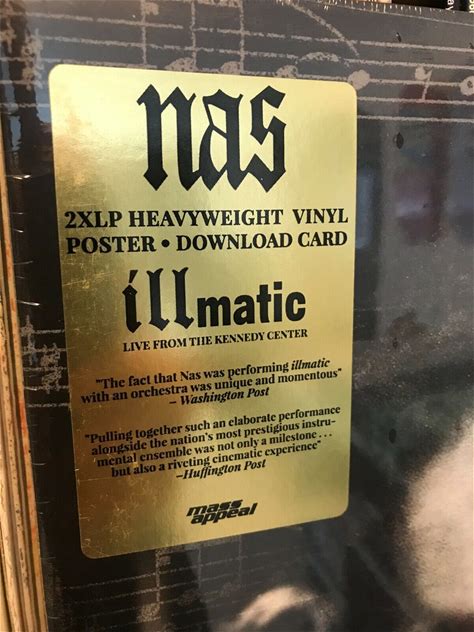 nas
2XLP HEAVYWEIGHT VINYL
POSTER • DOWNLOAD CARD
illmatic
LIVE FROM THE KENNEDY CENTER
"The fact that Nas was performing illmatic
with an orchestra was unique and momentous"
– Washington Post
"Pulling together such an elaborate performance
alongside the nation's most prestigious instru-
mental ensemble was not only a milestone . . .
but also a riveting cinematic experience"
–Huffington Post
mass
appeal